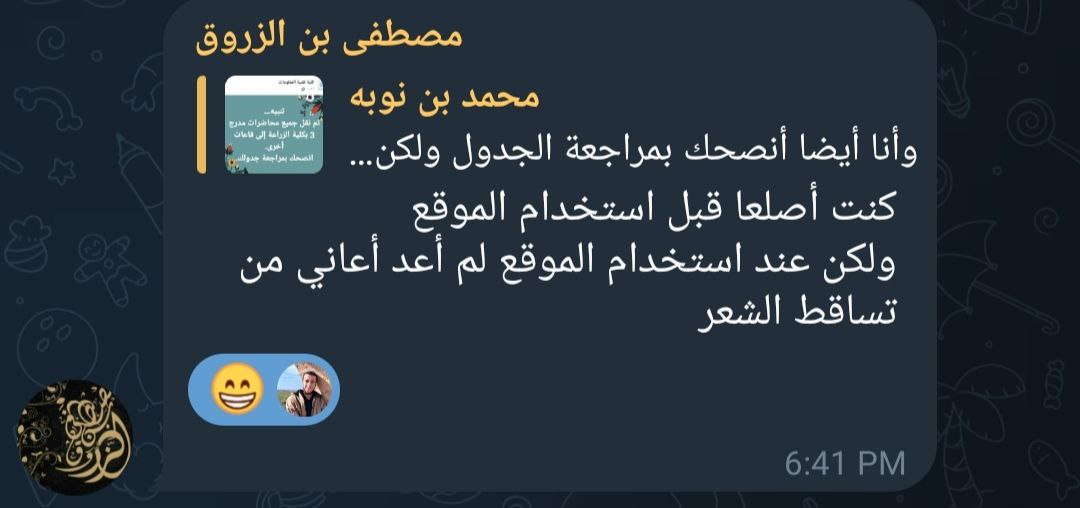 مصطفى بن الزروق
محمد بن نوبه
وأنا أيضا أنصحك بمراجعة الجدول ولكن...
تنبيه...
تم نقل جميع محاضرات مدرج
3 بكلية الزراعة إلى قاعات
أخرى.
انصحك بمراجعة جدولك...
كنت أصلعا قبل استخدام الموقع
ولكن عند استخدام الموقع لم أعد أعاني من
تساقط الشعر
6:41 PM